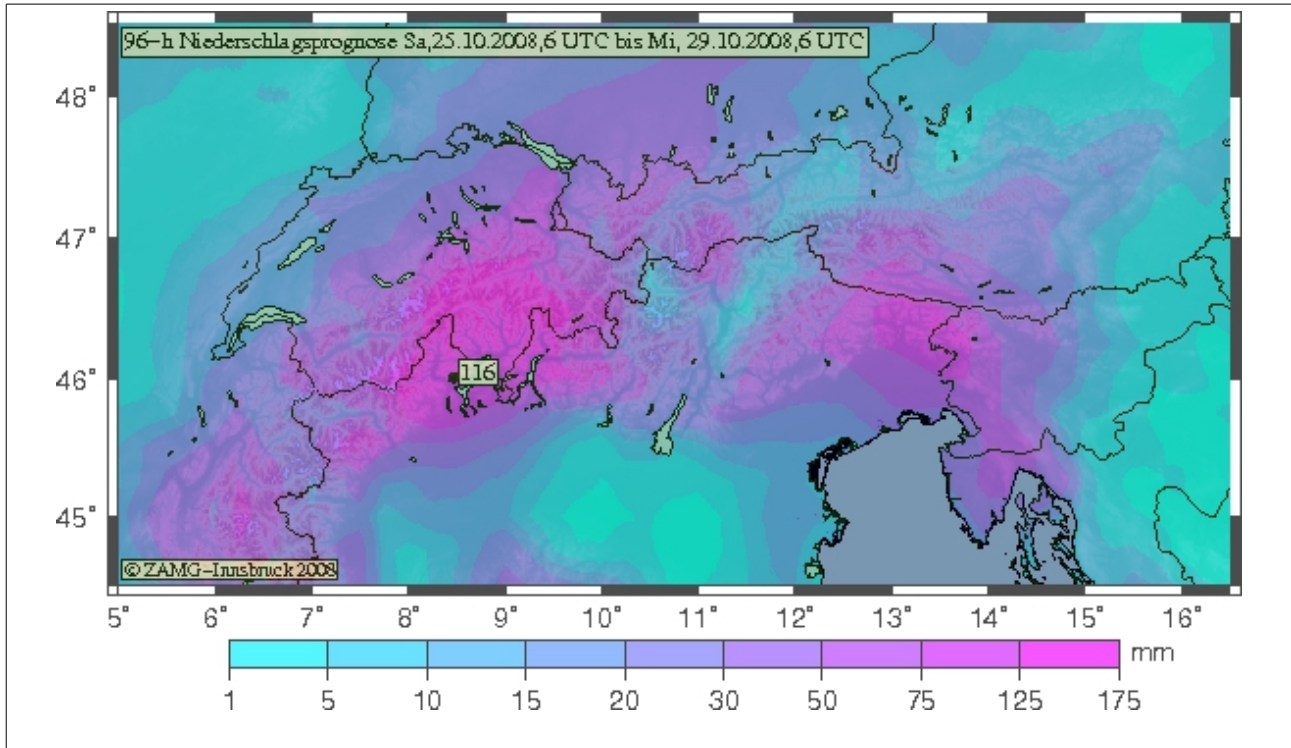 96-h Niederschlagsprognose Sa,25.10.2008,6 UTC bis Mi, 29.10.2008,6 UTC
48°
47°
116
46°
45°
© ZAMG-Innsbruck 2008
5° 6° 7° 8° 9° 10° 11° 12° 13° 14° 15° 16°
mm
1 5 10 15 20 30 50 75 125 175